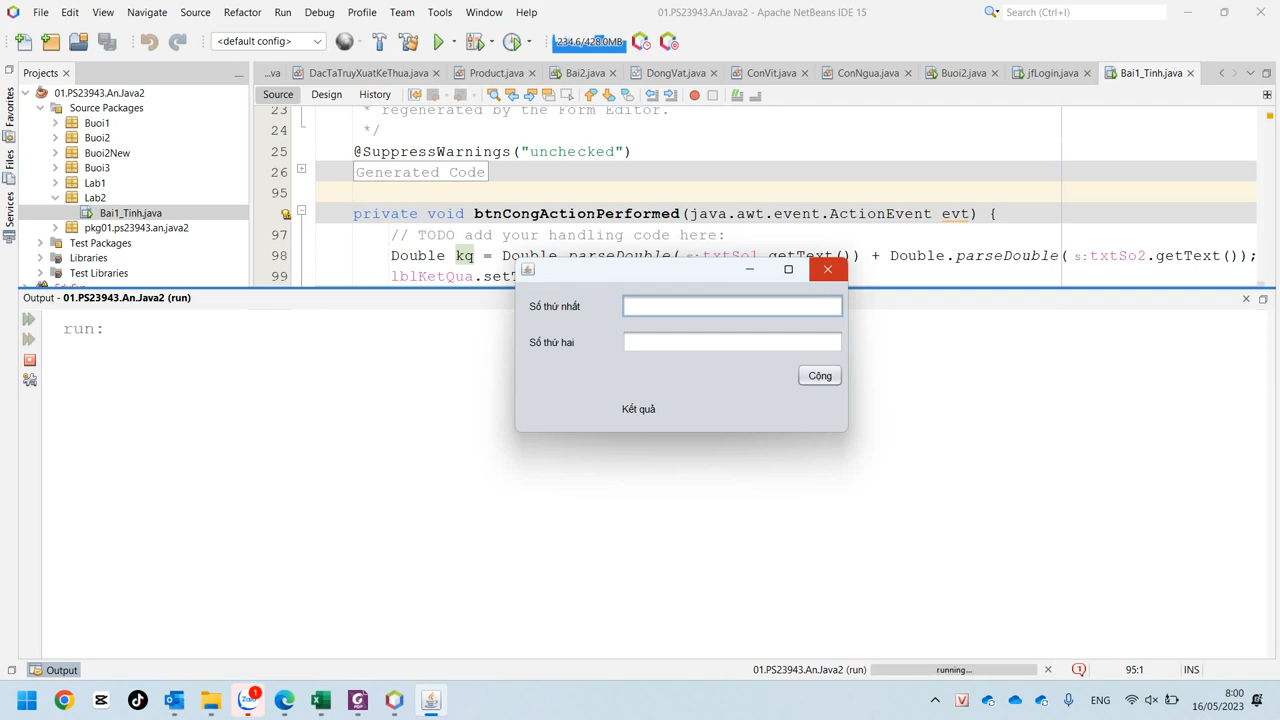 File Edit View Navigate Source Refactor Run Debug Profile Team Tools Window Help
01.PS23943.An.Java2 - Apache NetBeans IDE 15
Search (Ctrl+I)
<default config>
234.6/428.0MB
Projects
...va DacTaTruyXuatKeThua.java Product.java Bai2.java DongVat.java ConVit.java ConNgua.java Buoi2.java jfLogin.java Bai1_Tinh.java
Favorites
Files
Services
01.PS23943.An.Java2
Source Packages
Buoi1
Buoi2
Buoi2New
Buoi3
Lab1
Lab2
Bai1_Tinh.java
pkg01.ps23943.an.java2
Test Packages
Libraries
Test Libraries
Source Design History
23 * regenerated by the Form Editor.
24 */
25 @SuppressWarnings("unchecked")
26 Generated Code
95
private void btnCongActionPerformed(java.awt.event.ActionEvent evt) {
97 // TODO add your handling code here:
98 Double kq = Double.parseDouble( s:txtSo1.getText()) + Double.parseDouble( s:txtSo2.getText());
99 lblKetQua.setT
Output - 01.PS23943.An.Java2 (run)
run:
Số thứ nhất
Số thứ hai
Cộng
Kết quả
Output
01.PS23943.An.Java2 (run) running... 1 95:1 INS
Zalo 1
ENG
8:00
16/05/2023